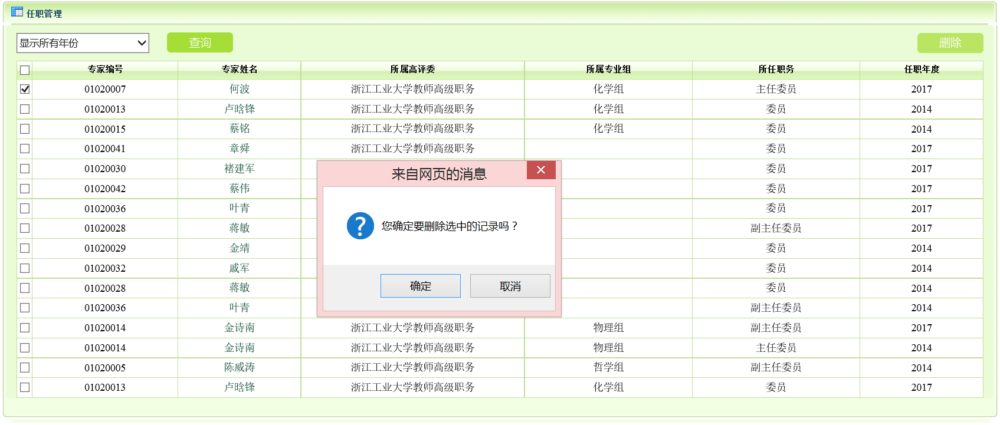 任职管理
显示所有年份 查询 删除
专家编号 专家姓名 所属高评委 所属专业组 所任职务 任职年度
01020007 何波 浙江工业大学教师高级职务 化学组 主任委员 2017
01020013 卢晗锋 浙江工业大学教师高级职务 化学组 委员 2014
01020015 蔡铭 浙江工业大学教师高级职务 化学组 委员 2014
01020041 章舜 浙江工业大学教师高级职务 委员 2017
01020030 褚建军 委员 2017
来自网页的消息
01020042 蔡伟 委员 2017
01020036 叶青 委员 2017
01020028 蒋敏 副主任委员 2017
您确定要删除选中的记录吗？
01020029 金靖 委员 2014
01020032 戚军 委员 2014
01020028 蒋敏 委员 2014
确定 取消
01020036 叶青 副主任委员 2014
01020014 金诗南 浙江工业大学教师高级职务 物理组 副主任委员 2017
01020014 金诗南 浙江工业大学教师高级职务 物理组 主任委员 2014
01020005 陈威涛 浙江工业大学教师高级职务 哲学组 副主任委员 2014
01020013 卢晗锋 浙江工业大学教师高级职务 化学组 委员 2017